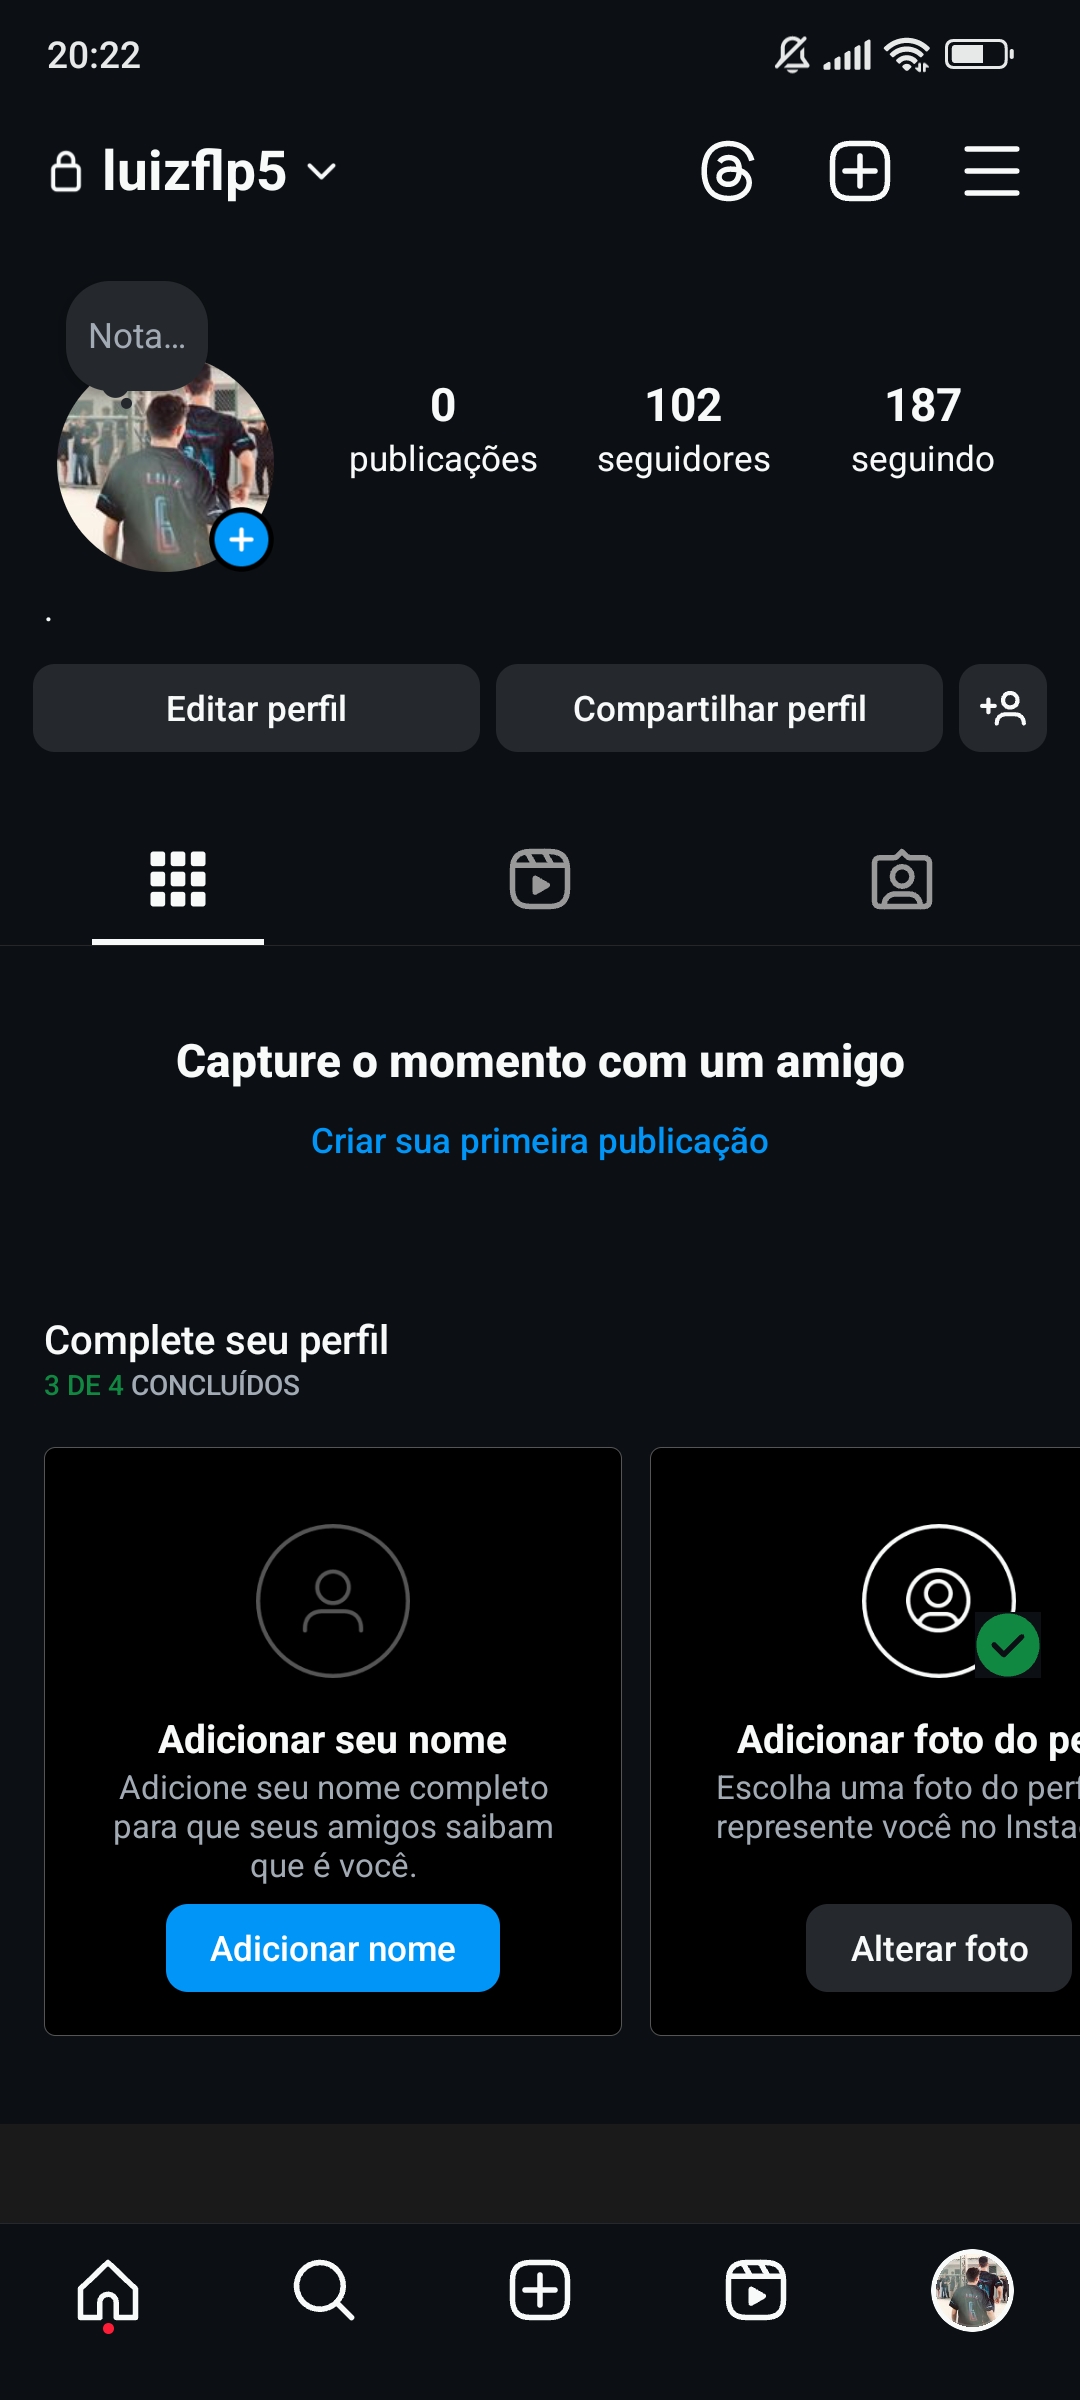 20:22
luizflp5
Nota...
0
publicações
102
seguidores
187
seguindo
LUIZ
6
.
Editar perfil
Compartilhar perfil
Capture o momento com um amigo
Criar sua primeira publicação
Complete seu perfil
3 DE 4 CONCLUÍDOS
Adicionar seu nome
Adicione seu nome completo
para que seus amigos saibam
que é você.
Adicionar nome
Adicionar foto do pe
Escolha uma foto do perf
represente você no Insta
Alterar foto